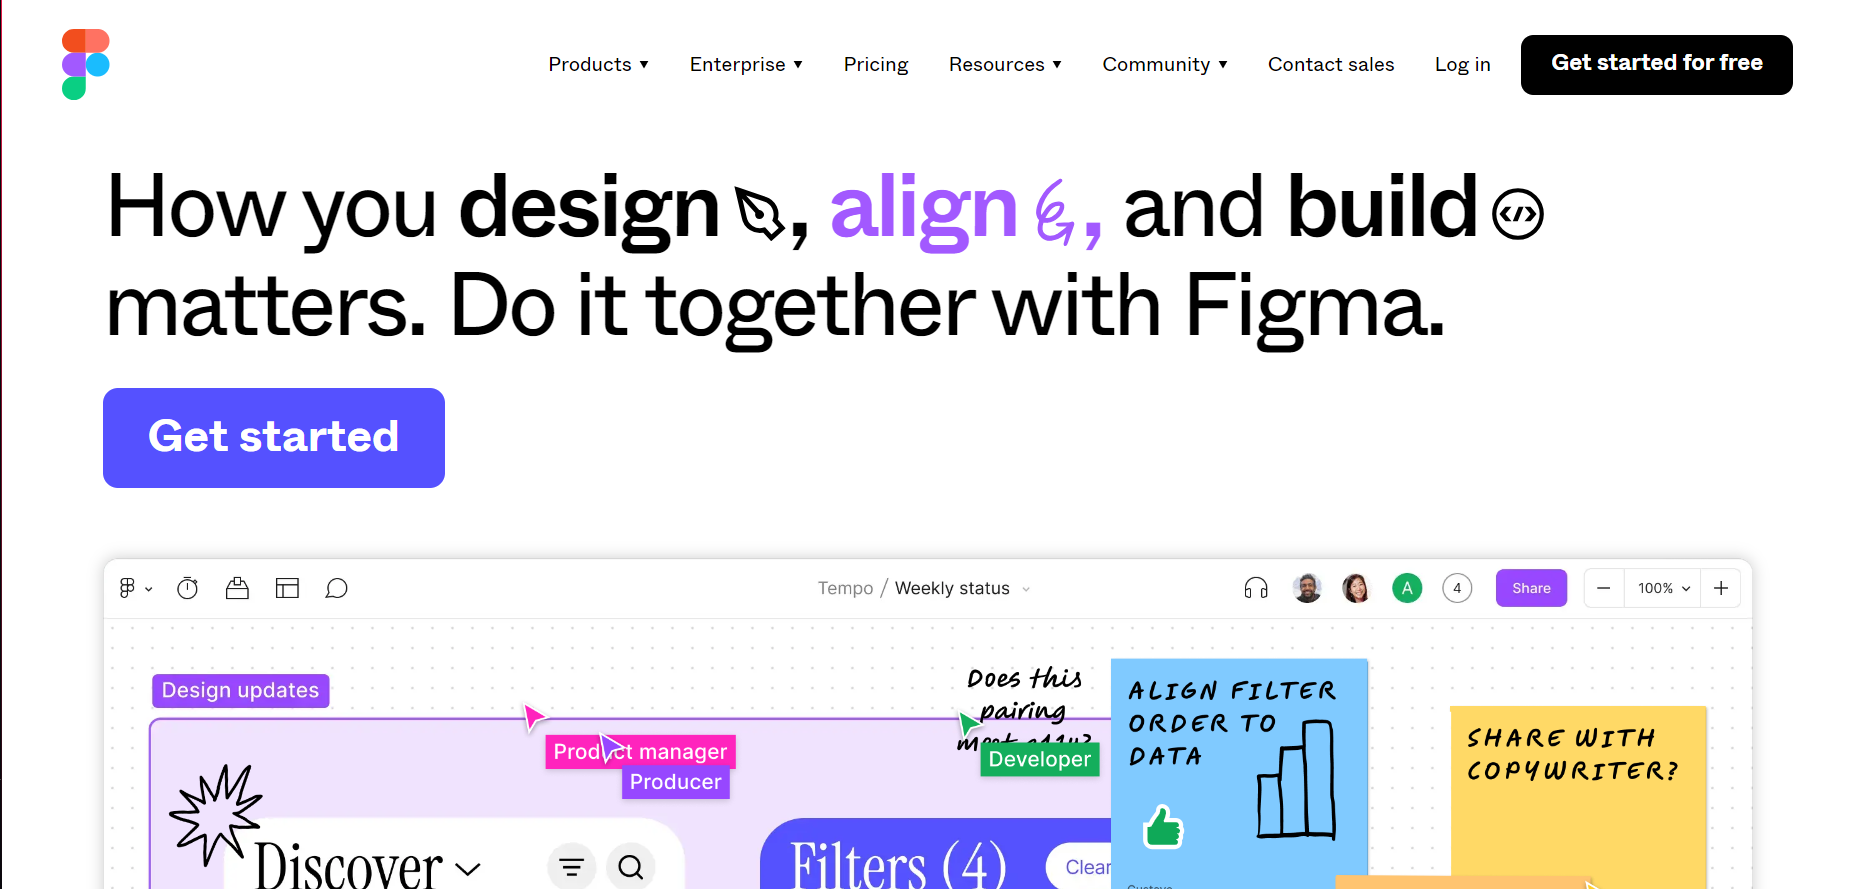 Products
Enterprise
Pricing
Resources
Community
Contact sales
Log in
Get started for free
How you design, align, and build
matters. Do it together with Figma.
Get started
Tempo / Weekly status
A
4
Share
100%
Design updates
Does this
pairing
Product manager
Producer
Developer
ALIGN FILTER
ORDER TO
DATA
SHARE WITH
COPYWRITER?
Discover
Filters (4)
Clear